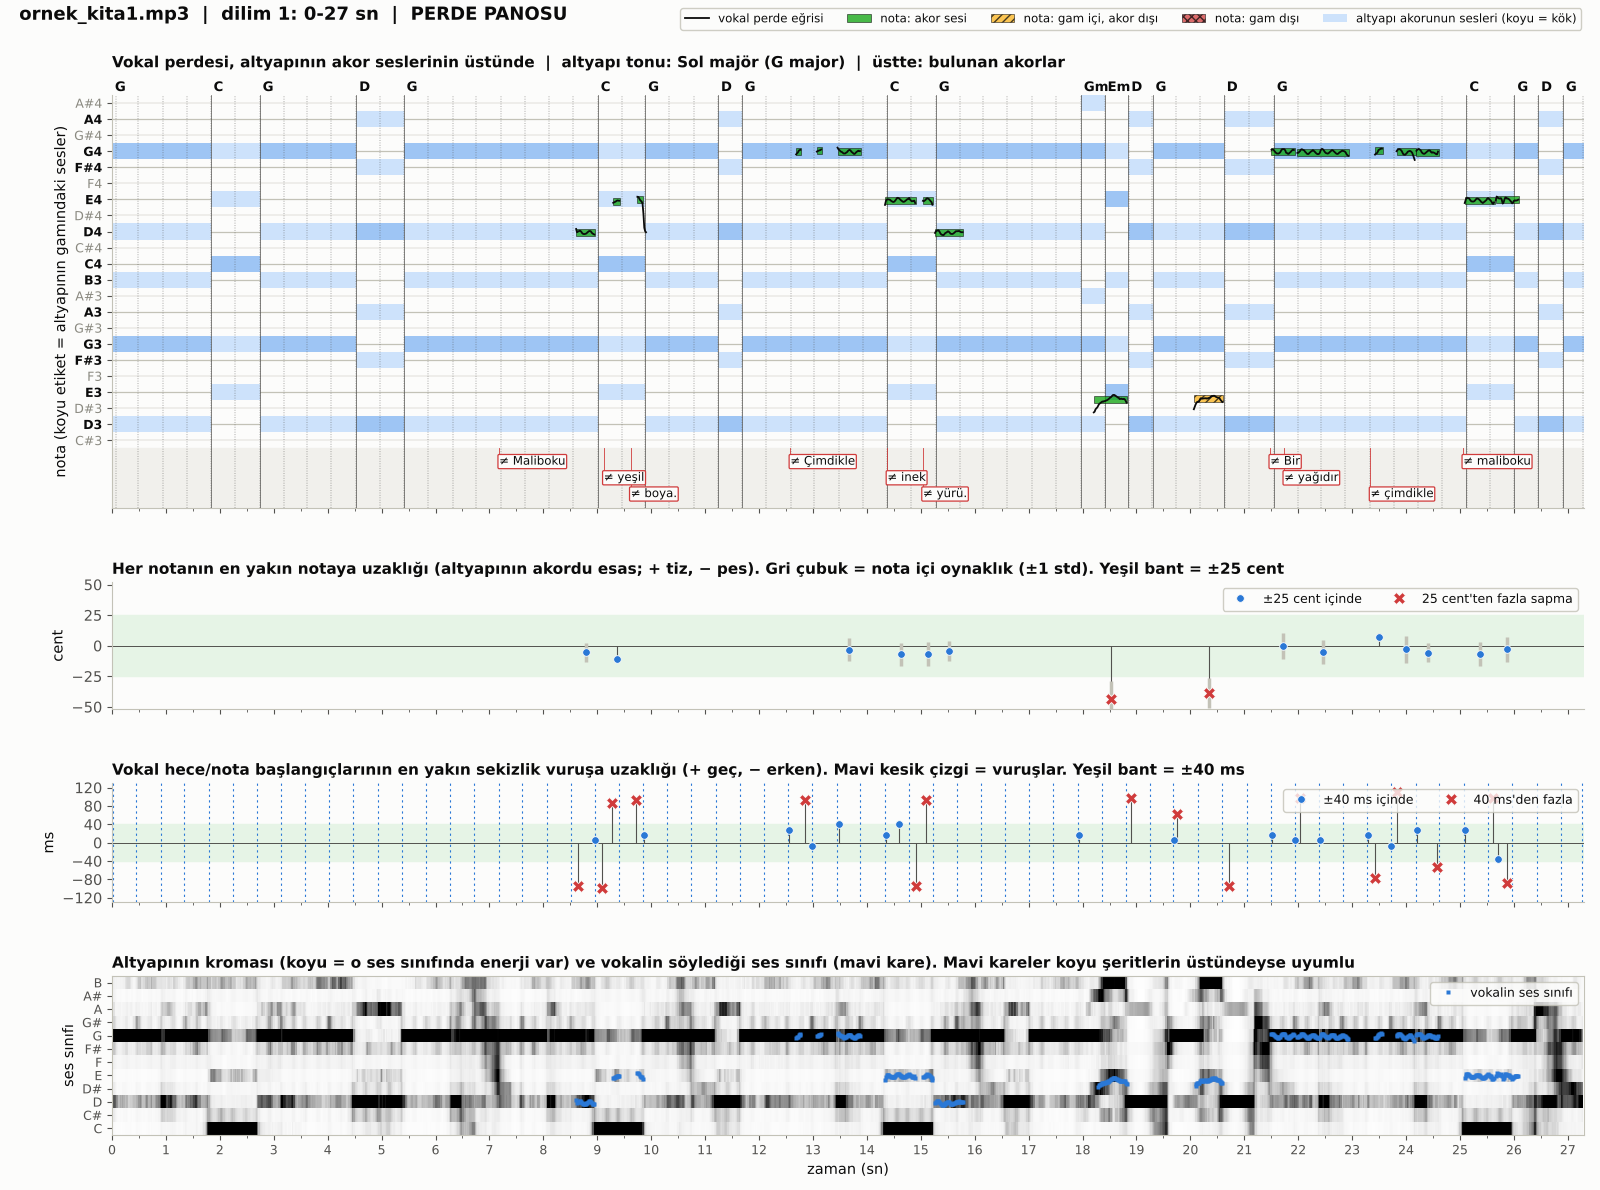 ornek_kita1.mp3 | dilim 1: 0-27 sn | PERDE PANOSU
vokal perde eğrisi nota: akor sesi nota: gam içi, akor dışı nota: gam dışı altyapı akorunun sesleri (koyu = kök)
Vokal perdesi, altyapının akor seslerinin üstünde | altyapı tonu: Sol majör (G major) | üstte: bulunan akorlar
G C G D G C G D G C G Gm Em D G D G C G D G
nota (koyu etiket = altyapının gamındaki sesler)
A#4
A4
G#4
G4
F#4
F4
E4
D#4
D4
C#4
C4
B3
A#3
A3
G#3
G3
F#3
F3
E3
D#3
D3
C#3
≠ Maliboku ≠ Çimdikle ≠ Bir ≠ maliboku
≠ yeşil ≠ inek ≠ yağıdır
≠ boya. ≠ yürü. ≠ çimdikle
Her notanın en yakın notaya uzaklığı (altyapının akordu esas; + tiz, − pes). Gri çubuk = nota içi oynaklık (±1 std). Yeşil bant = ±25 cent
±25 cent içinde 25 cent'ten fazla sapma
cent
50
25
0
−25
−50
Vokal hece/nota başlangıçlarının en yakın sekizlik vuruşa uzaklığı (+ geç, − erken). Mavi kesik çizgi = vuruşlar. Yeşil bant = ±40 ms
±40 ms içinde 40 ms'den fazla
ms
120
80
40
0
−40
−80
−120
Altyapının kroması (koyu = o ses sınıfında enerji var) ve vokalin söylediği ses sınıfı (mavi kare). Mavi kareler koyu şeritlerin üstündeyse uyumlu
vokalin ses sınıfı
ses sınıfı
B
A#
A
G#
G
F#
F
E
D#
D
C#
C
0 1 2 3 4 5 6 7 8 9 10 11 12 13 14 15 16 17 18 19 20 21 22 23 24 25 26 27
zaman (sn)